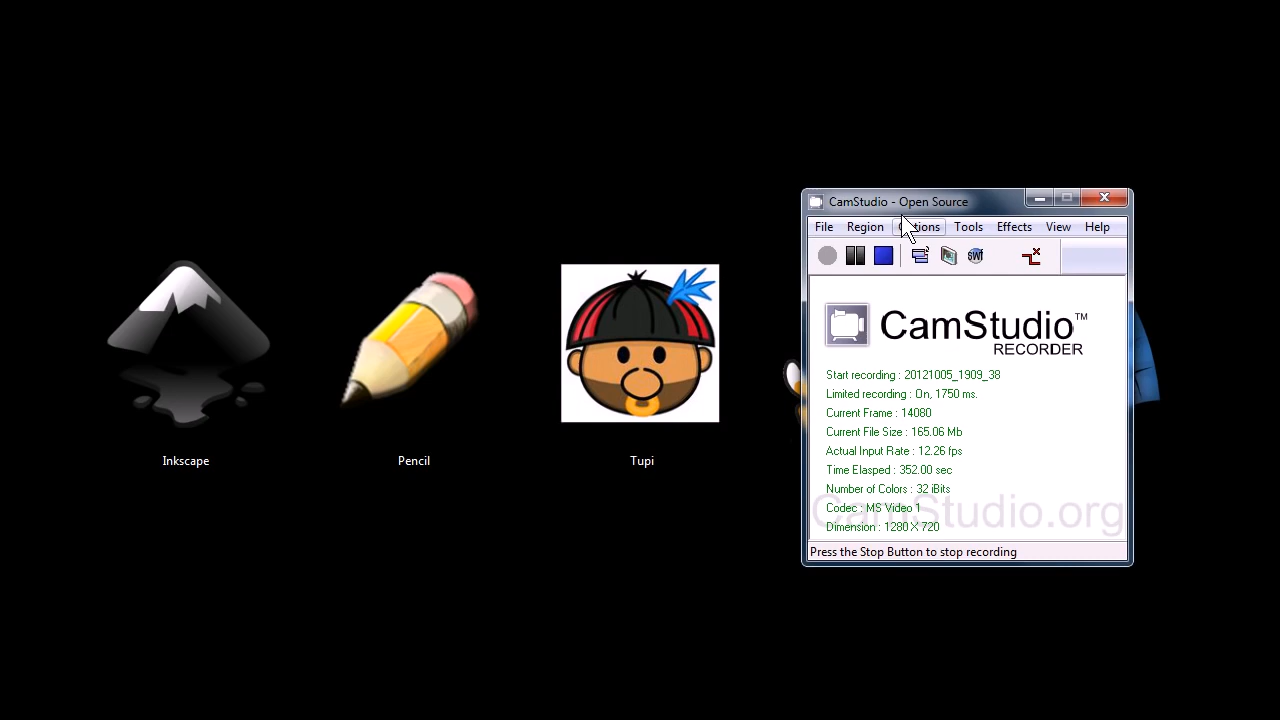 CamStudio - Open Source
File Region Options Tools Effects View Help
SWF
CamStudio™
RECORDER
Start recording : 20121005_1909_38
Limited recording : On, 1750 ms.
Current Frame : 14080
Current File Size : 165.06 Mb
Actual Input Rate : 12.26 fps
Time Elasped : 352.00 sec
Number of Colors : 32 iBits
Codec : MS Video 1
Dimension : 1280 X 720
CamStudio.org
Press the Stop Button to stop recording
Inkscape
Pencil
Tupi